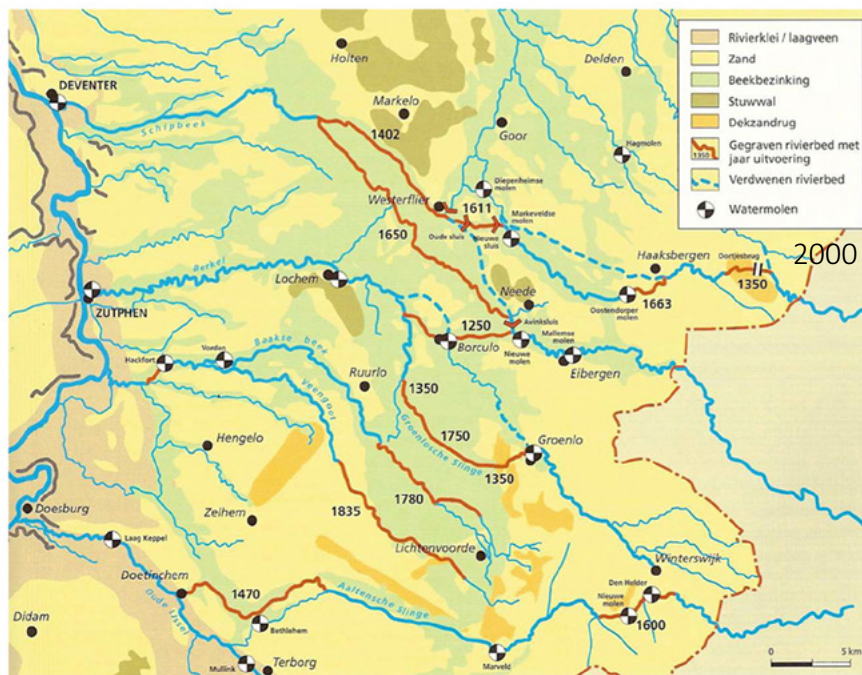 Rivierklei / laagveen
Zand
Beekbezinking
Stuwwal
Dekzandrug
Gegraven rivierbed met
jaar uitvoering
1350
Verdwenen rivierbed
Watermolen
Holten
Delden
DEVENTER
Markelo
Schipbeek
1402
Goor
Hagmolen
Diepenheimse
molen
Westerflier
1611
Markeveldse
molen
Oude sluis
Nieuwe
sluis
1650
Haaksbergen
Oortjesbrug
2000
1350
Berkel
Lochem
Neede
Oostendorper
molen
1663
ZUTPHEN
1250
Avinksluis
Mallemse molen
Borculo
Nieuwe
molen
Eibergen
Hackfort
Vorden
Baakse beek
Veengoot
Ruurlo
1350
Groenlosche Slinge
1750
Groenlo
1350
Hengelo
1780
Zelhem
1835
Doesburg
Laag Keppel
Lichtenvoorde
Winterswijk
Doetinchem
1470
Den Helder
Nieuwe
molen
1600
Oude IJssel
Aaltensche Slinge
Bethlehem
Didam
Mullink
Terborg
Marveld
0
5 km